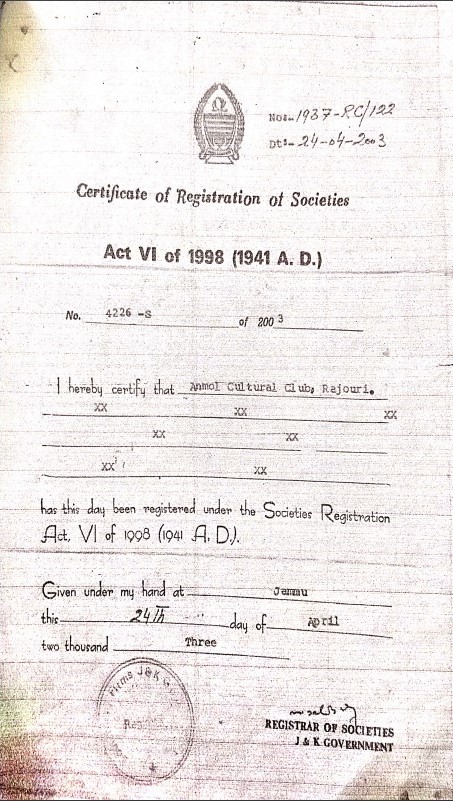 No:- 1937-RC/122
Dt:- 24-04-2003
Certificate of Registration of Societies
Act VI of 1998 (1941 A. D.)
No. 4226 -S of 2003
I hereby certify that Anmol Cultural Club, Rajouri.
XX XX XX
XX XX
XX XX
has this day been registered under the Societies Registration
Act, VI of 1998 (1941 A. D.).
Given under my hand at Jammu
this 24th day of April
two thousand Three
Firms J&K
REGISTRAR OF SOCIETIES
J & K GOVERNMENT